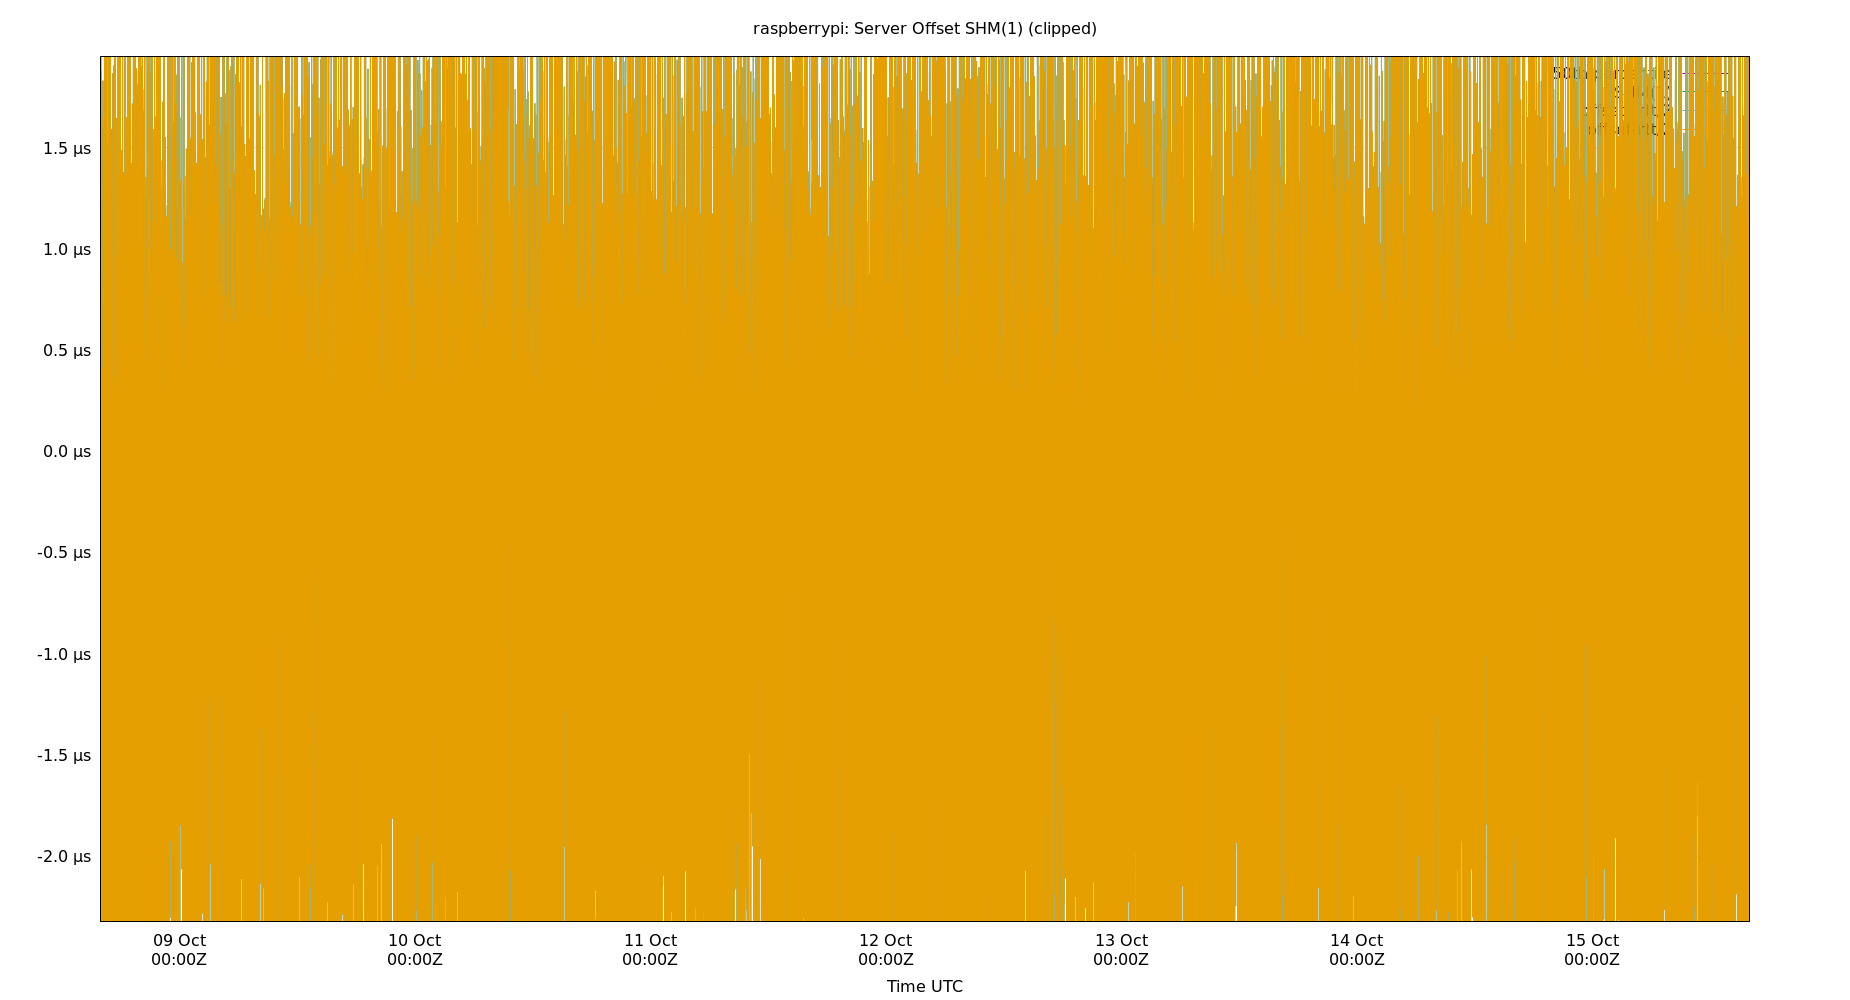 raspberrypi: Server Offset SHM(1) (clipped)
1.5 µs
1.0 µs
0.5 µs
0.0 µs
-0.5 µs
-1.0 µs
-1.5 µs
-2.0 µs
09 Oct 10 Oct 11 Oct 12 Oct 13 Oct 14 Oct 15 Oct
00:00Z 00:00Z 00:00Z 00:00Z 00:00Z 00:00Z 00:00Z
Time UTC